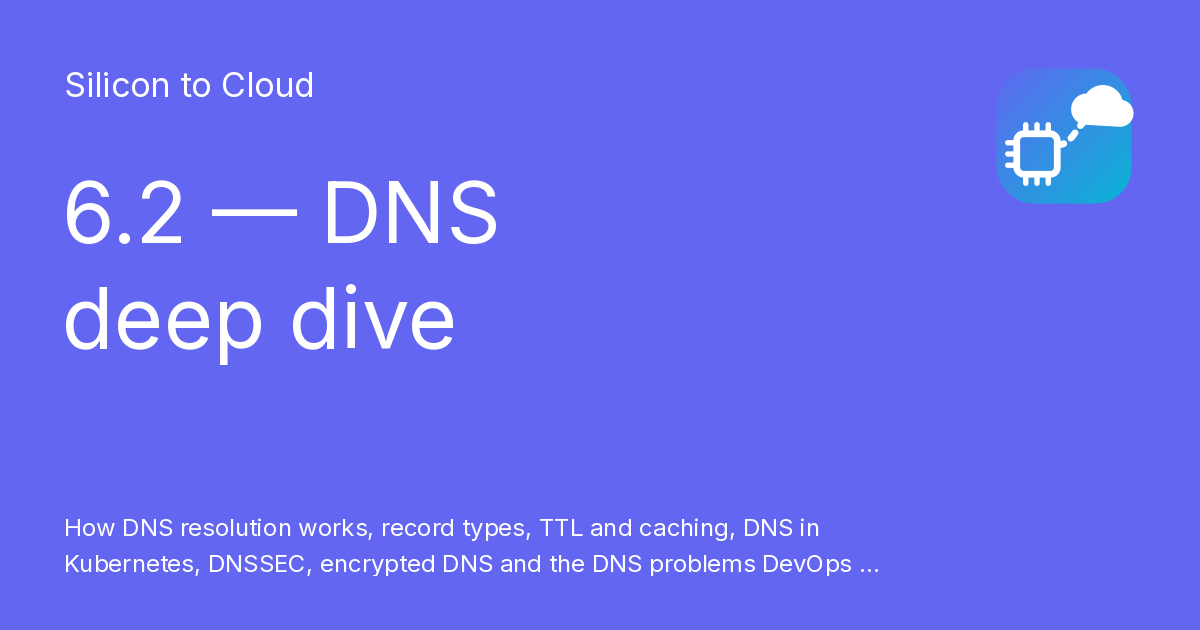 Silicon to Cloud
6.2 — DNS
deep dive
How DNS resolution works, record types, TTL and caching, DNS in
Kubernetes, DNSSEC, encrypted DNS and the DNS problems DevOps ...